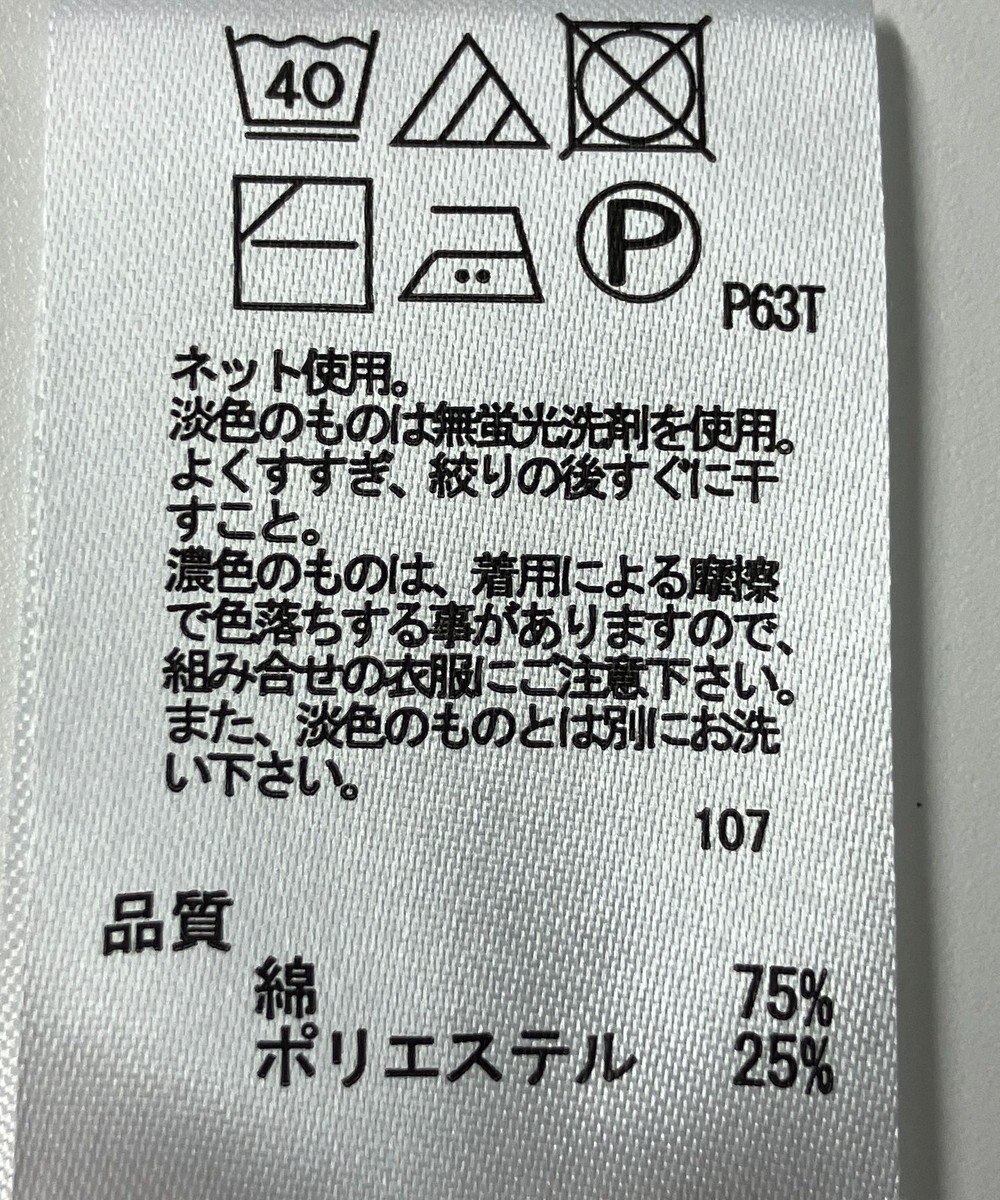 40
P
P63T
ネット使用。
淡色のものは無蛍光洗剤を使用。
よくすすぎ、絞りの後すぐに干
すこと。
濃色のものは、着用による摩擦
で色落ちする事がありますので、
組み合せの衣服にご注意下さい。
また、淡色のものとは別にお洗
い下さい。
107
品質
綿 75%
ポリエステル 25%